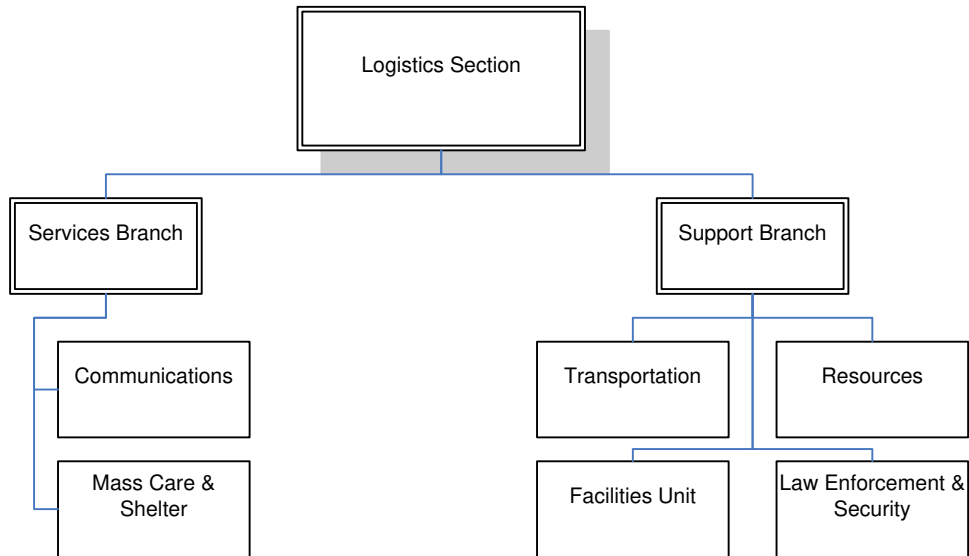 Logistics Section
Services Branch
Support Branch
Communications
Transportation
Resources
Mass Care &
Shelter
Facilities Unit
Law Enforcement &
Security